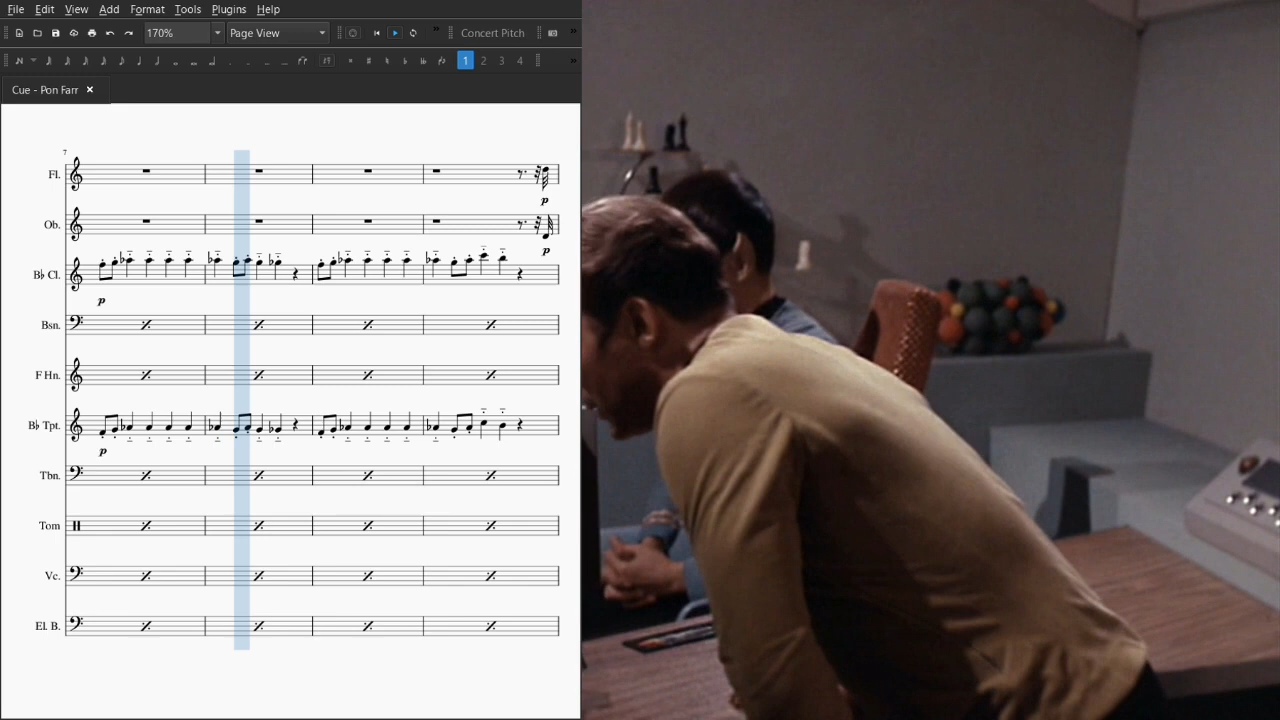 File Edit View Add Format Tools Plugins Help
170% Page View » Concert Pitch »
1 2 3 4 »
Cue - Pon Farr ×
7
Fl.
p
Ob.
p
B♭ Cl.
p
Bsn.
F Hn.
B♭ Tpt.
p
Tbn.
Tom
Vc.
El. B.